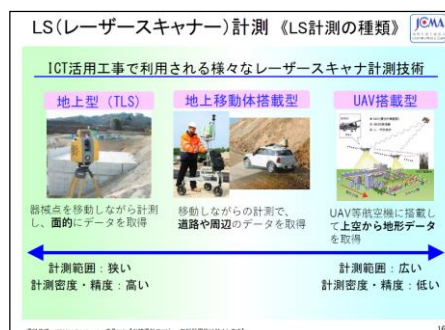 LS(レーザースキャナー)計測 《LS計測の種類》
JCMA
ICT活用工事で利用される様々なレーザースキャナ計測技術
地上型（TLS）
地上移動体搭載型
UAV搭載型
器械点を移動しながら計測
し、面的にデータを取得
移動しながらの計測で、
道路や周辺のデータを取得
UAV等航空機に搭載し
て上空から地形データ
を取得
計測範囲：狭い
計測密度・精度：高い
計測範囲：広い
計測密度・精度：低い
16